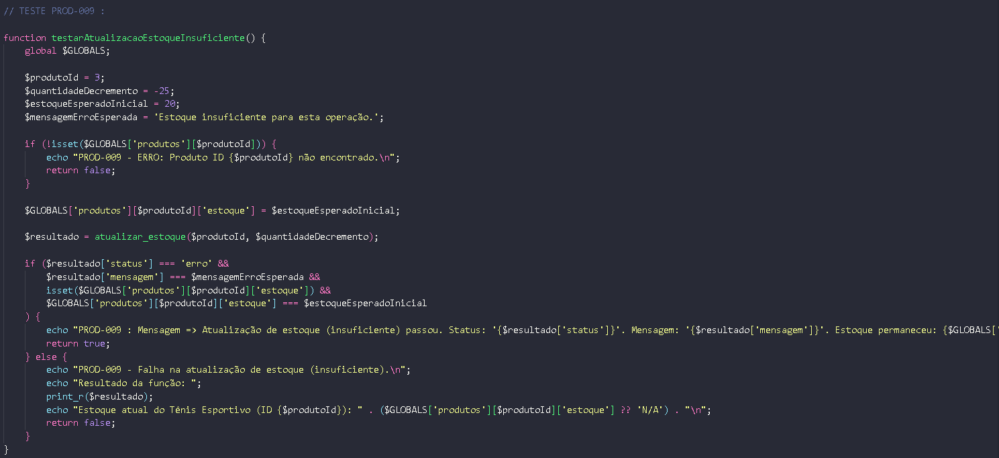 // TESTE PROD-009 :
function testarAtualizacaoEstoqueInsuficiente() {
global $GLOBALS;
$produtoId = 3;
$quantidadeDecremento = -25;
$estoqueEsperadoInicial = 20;
$mensagemErroEsperada = 'Estoque insuficiente para esta operação.';
if (!isset($GLOBALS['produtos'][$produtoId])) {
echo "PROD-009 - ERRO: Produto ID {$produtoId} não encontrado.\n";
return false;
}
$GLOBALS['produtos'][$produtoId]['estoque'] = $estoqueEsperadoInicial;
$resultado = atualizar_estoque($produtoId, $quantidadeDecremento);
if ($resultado['status'] === 'erro' &&
$resultado['mensagem'] === $mensagemErroEsperada &&
isset($GLOBALS['produtos'][$produtoId]['estoque']) &&
$GLOBALS['produtos'][$produtoId]['estoque'] === $estoqueEsperadoInicial
) {
echo "PROD-009 : Mensagem => Atualização de estoque (insuficiente) passou. Status: '{$resultado['status']}'. Mensagem: '{$resultado['mensagem']}'. Estoque permaneceu: {$GLOBALS['
return true;
} else {
echo "PROD-009 - Falha na atualização de estoque (insuficiente).\n";
echo "Resultado da função: ";
print_r($resultado);
echo "Estoque atual do Tênis Esportivo (ID {$produtoId}): " . ($GLOBALS['produtos'][$produtoId]['estoque'] ?? 'N/A') . "\n";
return false;
}
}